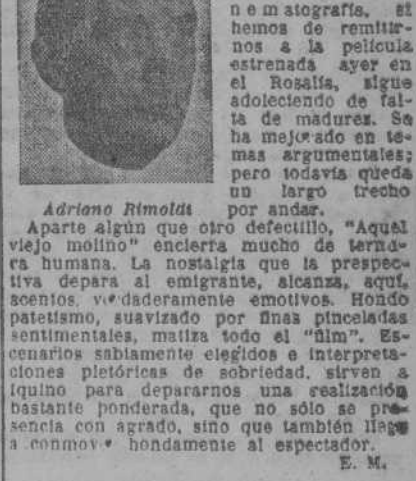 nematografía, si
hemos de remitir-
nos a la película
estrenada ayer en
el Rosalía, sigue
adoleciendo de fal-
ta de madurez. Se
ha mejorado en te-
mas argumentales;
pero todavía queda
un largo trecho
por andar.
Adriano Rimoldi
Aparte algún que otro defectillo, "Aquel
viejo molino" encierra mucho de ternu-
ra humana. La nostalgia que la prespec-
tiva depara al emigrante, alcanza, aquí,
acentos, verdaderamente emotivos. Hondo
patetismo, suavizado por finas pinceladas
sentimentales, matiza todo el "film". Es-
cenarios sabiamente elegidos e interpreta-
ciones pletóricas de sobriedad, sirven a
Iquino para depararnos una realización
bastante ponderada, que no sólo se pre-
sencia con agrado, sino que también llega
a conmover hondamente al espectador.
E. M.